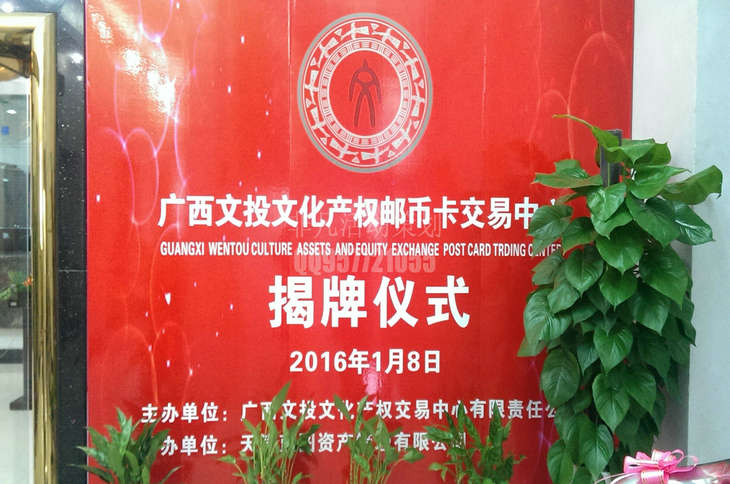 广西文投文化产权邮币卡交易中心
GUANGXI WENTOU CULTURE ASSETS AND EQUITY EXCHANGE POST CARD TRDING CENTER
QQ957721055
揭牌仪式
2016年1月8日
主办单位：广西文投文化产权交易中心有限责任公
办单位：天 资产 有限公司